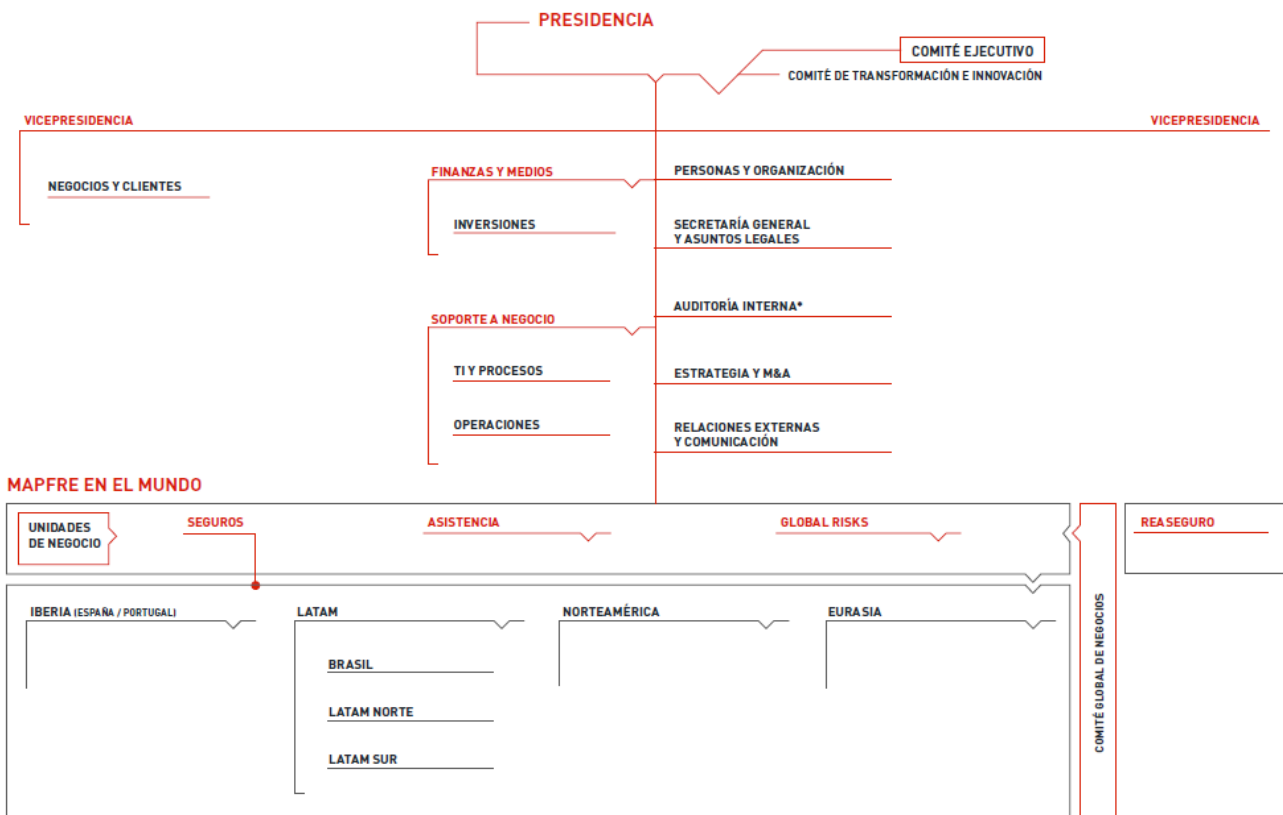 PRESIDENCIA
COMITÉ EJECUTIVO
COMITÉ DE TRANSFORMACIÓN E INNOVACIÓN
VICEPRESIDENCIA
VICEPRESIDENCIA
NEGOCIOS Y CLIENTES
FINANZAS Y MEDIOS
INVERSIONES
PERSONAS Y ORGANIZACIÓN
SECRETARÍA GENERAL
Y ASUNTOS LEGALES
AUDITORÍA INTERNA*
SOPORTE A NEGOCIO
TI Y PROCESOS
OPERACIONES
ESTRATEGIA Y M&A
RELACIONES EXTERNAS
Y COMUNICACIÓN
MAPFRE EN EL MUNDO
UNIDADES
DE NEGOCIO
SEGUROS
ASISTENCIA
GLOBAL RISKS
REASEGURO
IBERIA (ESPAÑA / PORTUGAL)
LATAM
BRASIL
LATAM NORTE
LATAM SUR
NORTEAMÉRICA
EURASIA
COMITÉ GLOBAL DE NEGOCIOS